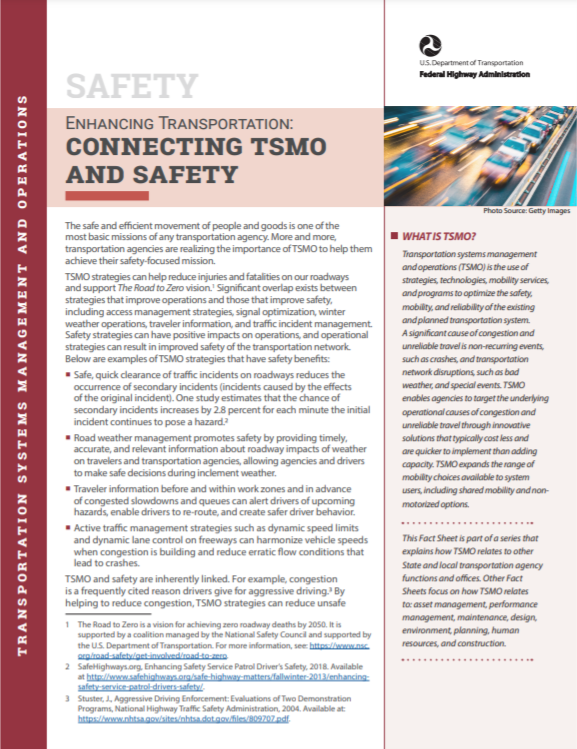 TRANSPORTATION SYSTEMS MANAGEMENT AND OPERATIONS
SAFETY
U.S. Department of Transportation
Federal Highway Administration
ENHANCING TRANSPORTATION:
CONNECTING TSMO
AND SAFETY
Photo Source: Getty Images
The safe and efficient movement of people and goods is one of the
most basic missions of any transportation agency. More and more,
transportation agencies are realizing the importance of TSMO to help them
achieve their safety-focused mission.
TSMO strategies can help reduce injuries and fatalities on our roadways
and support The Road to Zero vision.¹ Significant overlap exists between
strategies that improve operations and those that improve safety,
including access management strategies, signal optimization, winter
weather operations, traveler information, and traffic incident management.
Safety strategies can have positive impacts on operations, and operational
strategies can result in improved safety of the transportation network.
Below are examples of TSMO strategies that have safety benefits:
■ Safe, quick clearance of traffic incidents on roadways reduces the
occurrence of secondary incidents (incidents caused by the effects
of the original incident). One study estimates that the chance of
secondary incidents increases by 2.8 percent for each minute the initial
incident continues to pose a hazard.²
■ Road weather management promotes safety by providing timely,
accurate, and relevant information about roadway impacts of weather
on travelers and transportation agencies, allowing agencies and drivers
to make safe decisions during inclement weather.
■ Traveler information before and within work zones and in advance
of congested slowdowns and queues can alert drivers of upcoming
hazards, enable drivers to re-route, and create safer driver behavior.
■ Active traffic management strategies such as dynamic speed limits
and dynamic lane control on freeways can harmonize vehicle speeds
when congestion is building and reduce erratic flow conditions that
lead to crashes.
TSMO and safety are inherently linked. For example, congestion
is a frequently cited reason drivers give for aggressive driving.³ By
helping to reduce congestion, TSMO strategies can reduce unsafe
1 The Road to Zero is a vision for achieving zero roadway deaths by 2050. It is
supported by a coalition managed by the National Safety Council and supported by
the U.S. Department of Transportation. For more information, see: https://www.nsc.
org/road-safety/get-involved/road-to-zero.
2 SafeHighways.org, Enhancing Safety Service Patrol Driver's Safety, 2018. Available
at http://www.safehighways.org/safe-highway-matters/fallwinter-2013/enhancing-
safety-service-patrol-drivers-safety/.
3 Stuster, J., Aggressive Driving Enforcement: Evaluations of Two Demonstration
Programs, National Highway Traffic Safety Administration, 2004. Available at:
https://www.nhtsa.gov/sites/nhtsa.dot.gov/files/809707.pdf.
■ WHAT IS TSMO?
Transportation systems management
and operations (TSMO) is the use of
strategies, technologies, mobility services,
and programs to optimize the safety,
mobility, and reliability of the existing
and planned transportation system.
A significant cause of congestion and
unreliable travel is non-recurring events,
such as crashes, and transportation
network disruptions, such as bad
weather, and special events. TSMO
enables agencies to target the underlying
operational causes of congestion and
unreliable travel through innovative
solutions that typically cost less and
are quicker to implement than adding
capacity. TSMO expands the range of
mobility choices available to system
users, including shared mobility and non-
motorized options.
This Fact Sheet is part of a series that
explains how TSMO relates to other
State and local transportation agency
functions and offices. Other Fact
Sheets focus on how TSMO relates
to: asset management, performance
management, maintenance, design,
environment, planning, human
resources, and construction.